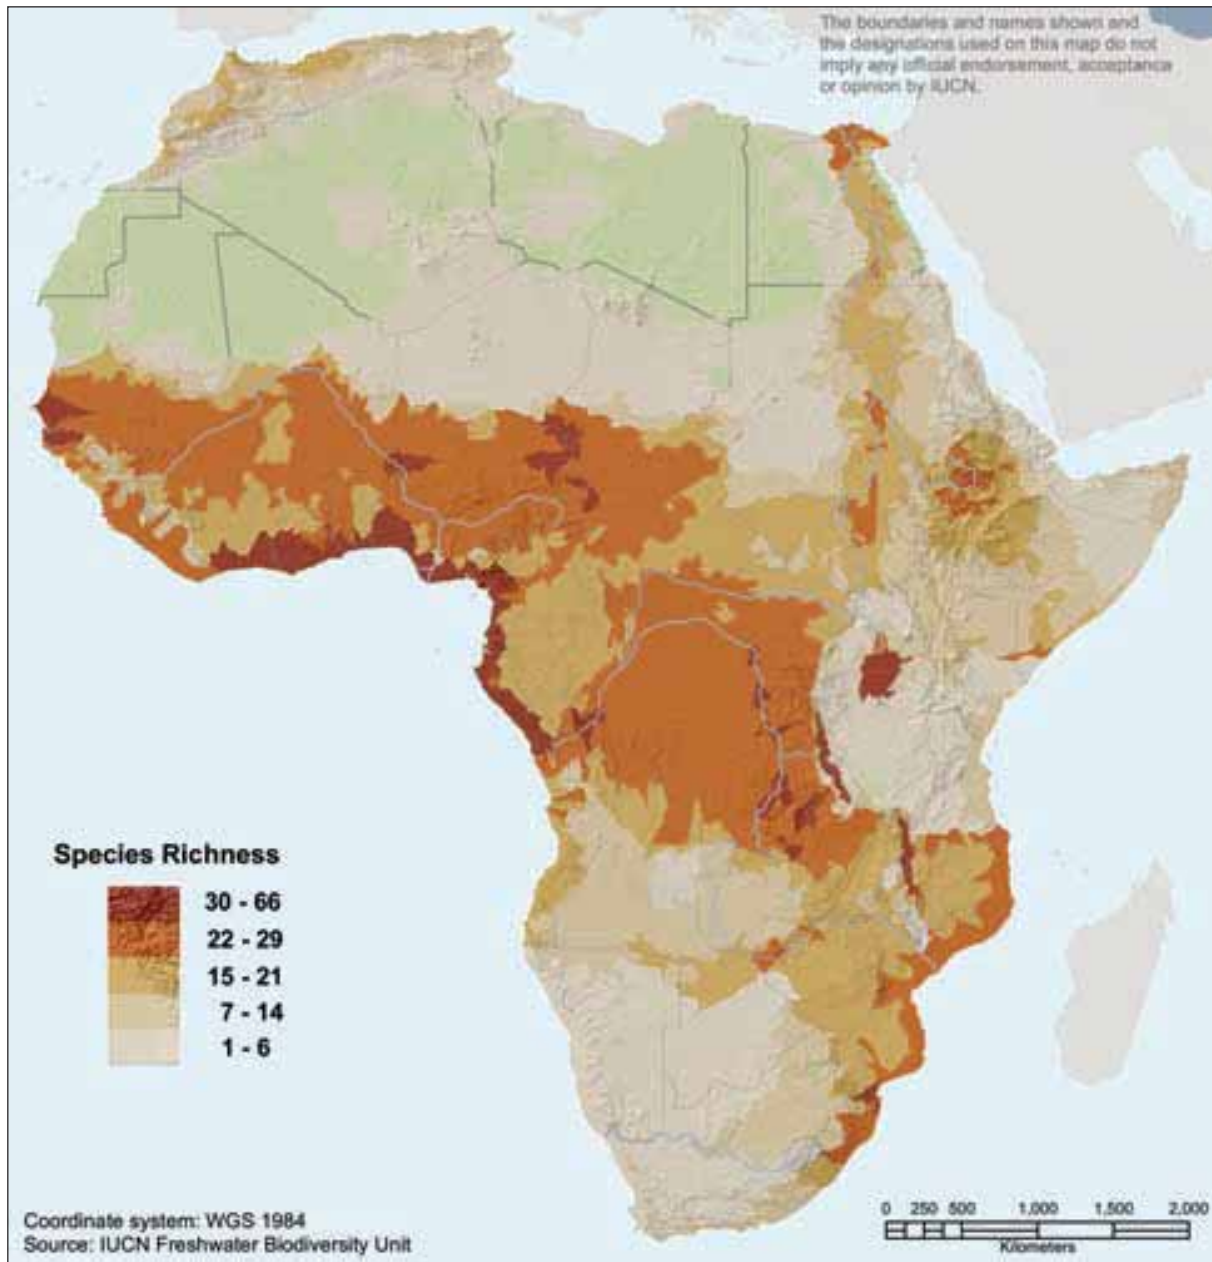 The boundaries and names shown and
the designations used on this map do not
imply any official endorsement, acceptance
or opinion by IUCN.
Species Richness
30 - 66
22 - 29
15 - 21
7 - 14
1 - 6
0 250 500 1,000 1,500 2,000
Kilometers
Coordinate system: WGS 1984
Source: IUCN Freshwater Biodiversity Unit